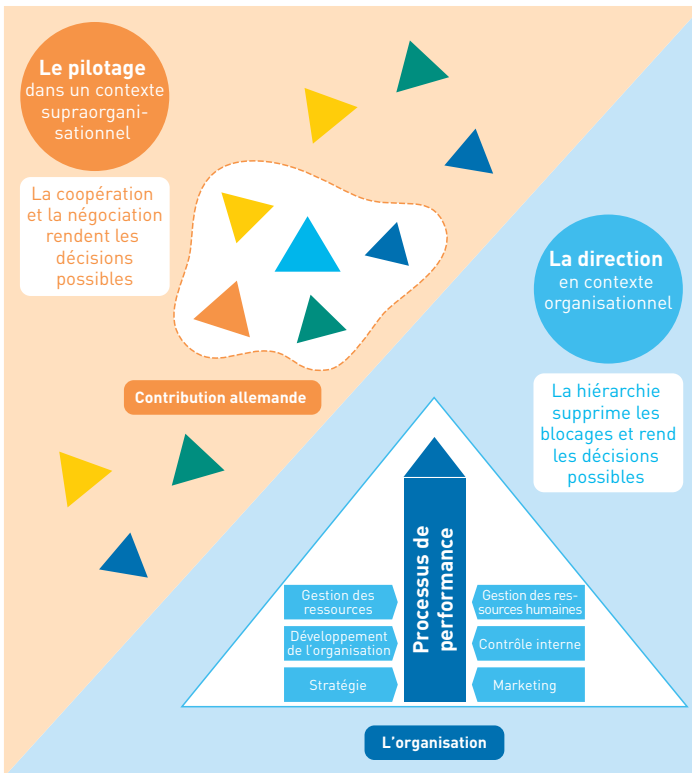 Le pilotage
dans un contexte
supraorgani-
sationnel
La coopération
et la négociation
rendent les
décisions
possibles
Contribution allemande
La direction
en contexte
organisationnel
La hiérarchie
supprime les
blocages et rend
les décisions
possibles
Processus de
performance
Gestion des
ressources
Développement
de l'organisation
Stratégie
Gestion des res-
sources humaines
Contrôle interne
Marketing
L'organisation